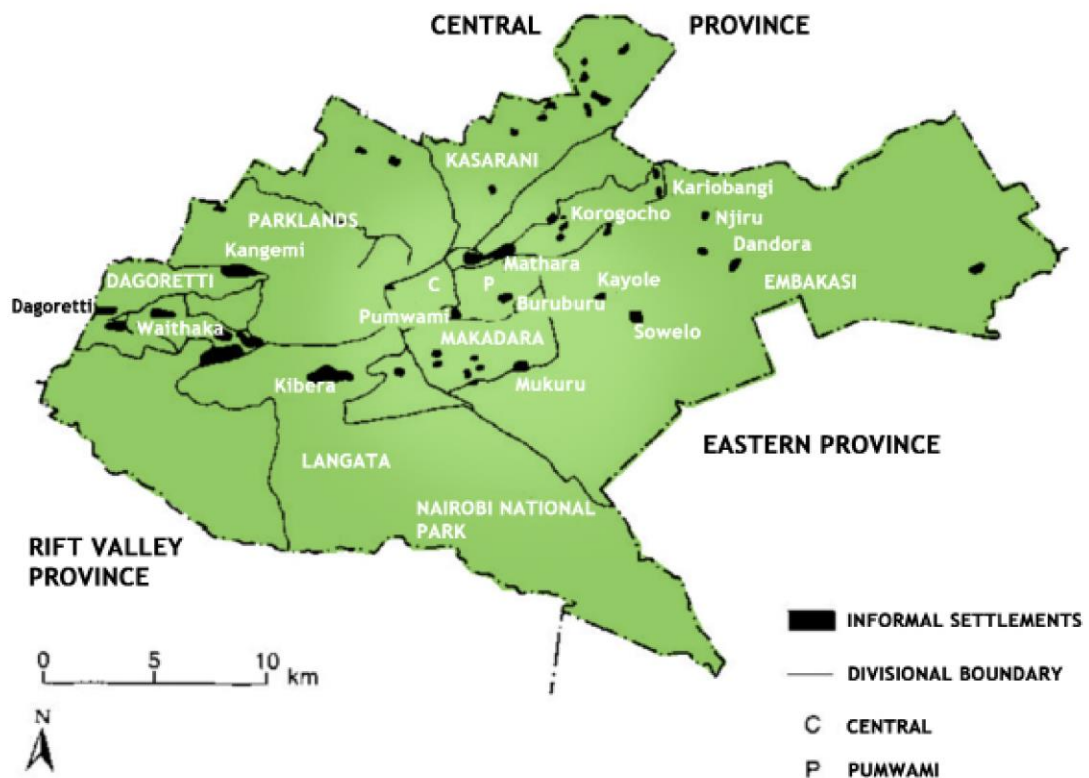 CENTRAL PROVINCE
KASARANI
Kariobangi
PARKLANDS
Korogocho
Njiru
Kangemi
Mathara
Dandora
DAGORETTI
C
P
Kayole
EMBAKASI
Dagoretti
Waithaka
Pumwami
Buruburu
Sowelo
MAKADARA
Kibera
Mukuru
LANGATA
EASTERN PROVINCE
NAIROBI NATIONAL
PARK
RIFT VALLEY
PROVINCE
INFORMAL SETTLEMENTS
0 5 10
km
DIVISIONAL BOUNDARY
N
C CENTRAL
P PUMWAMI